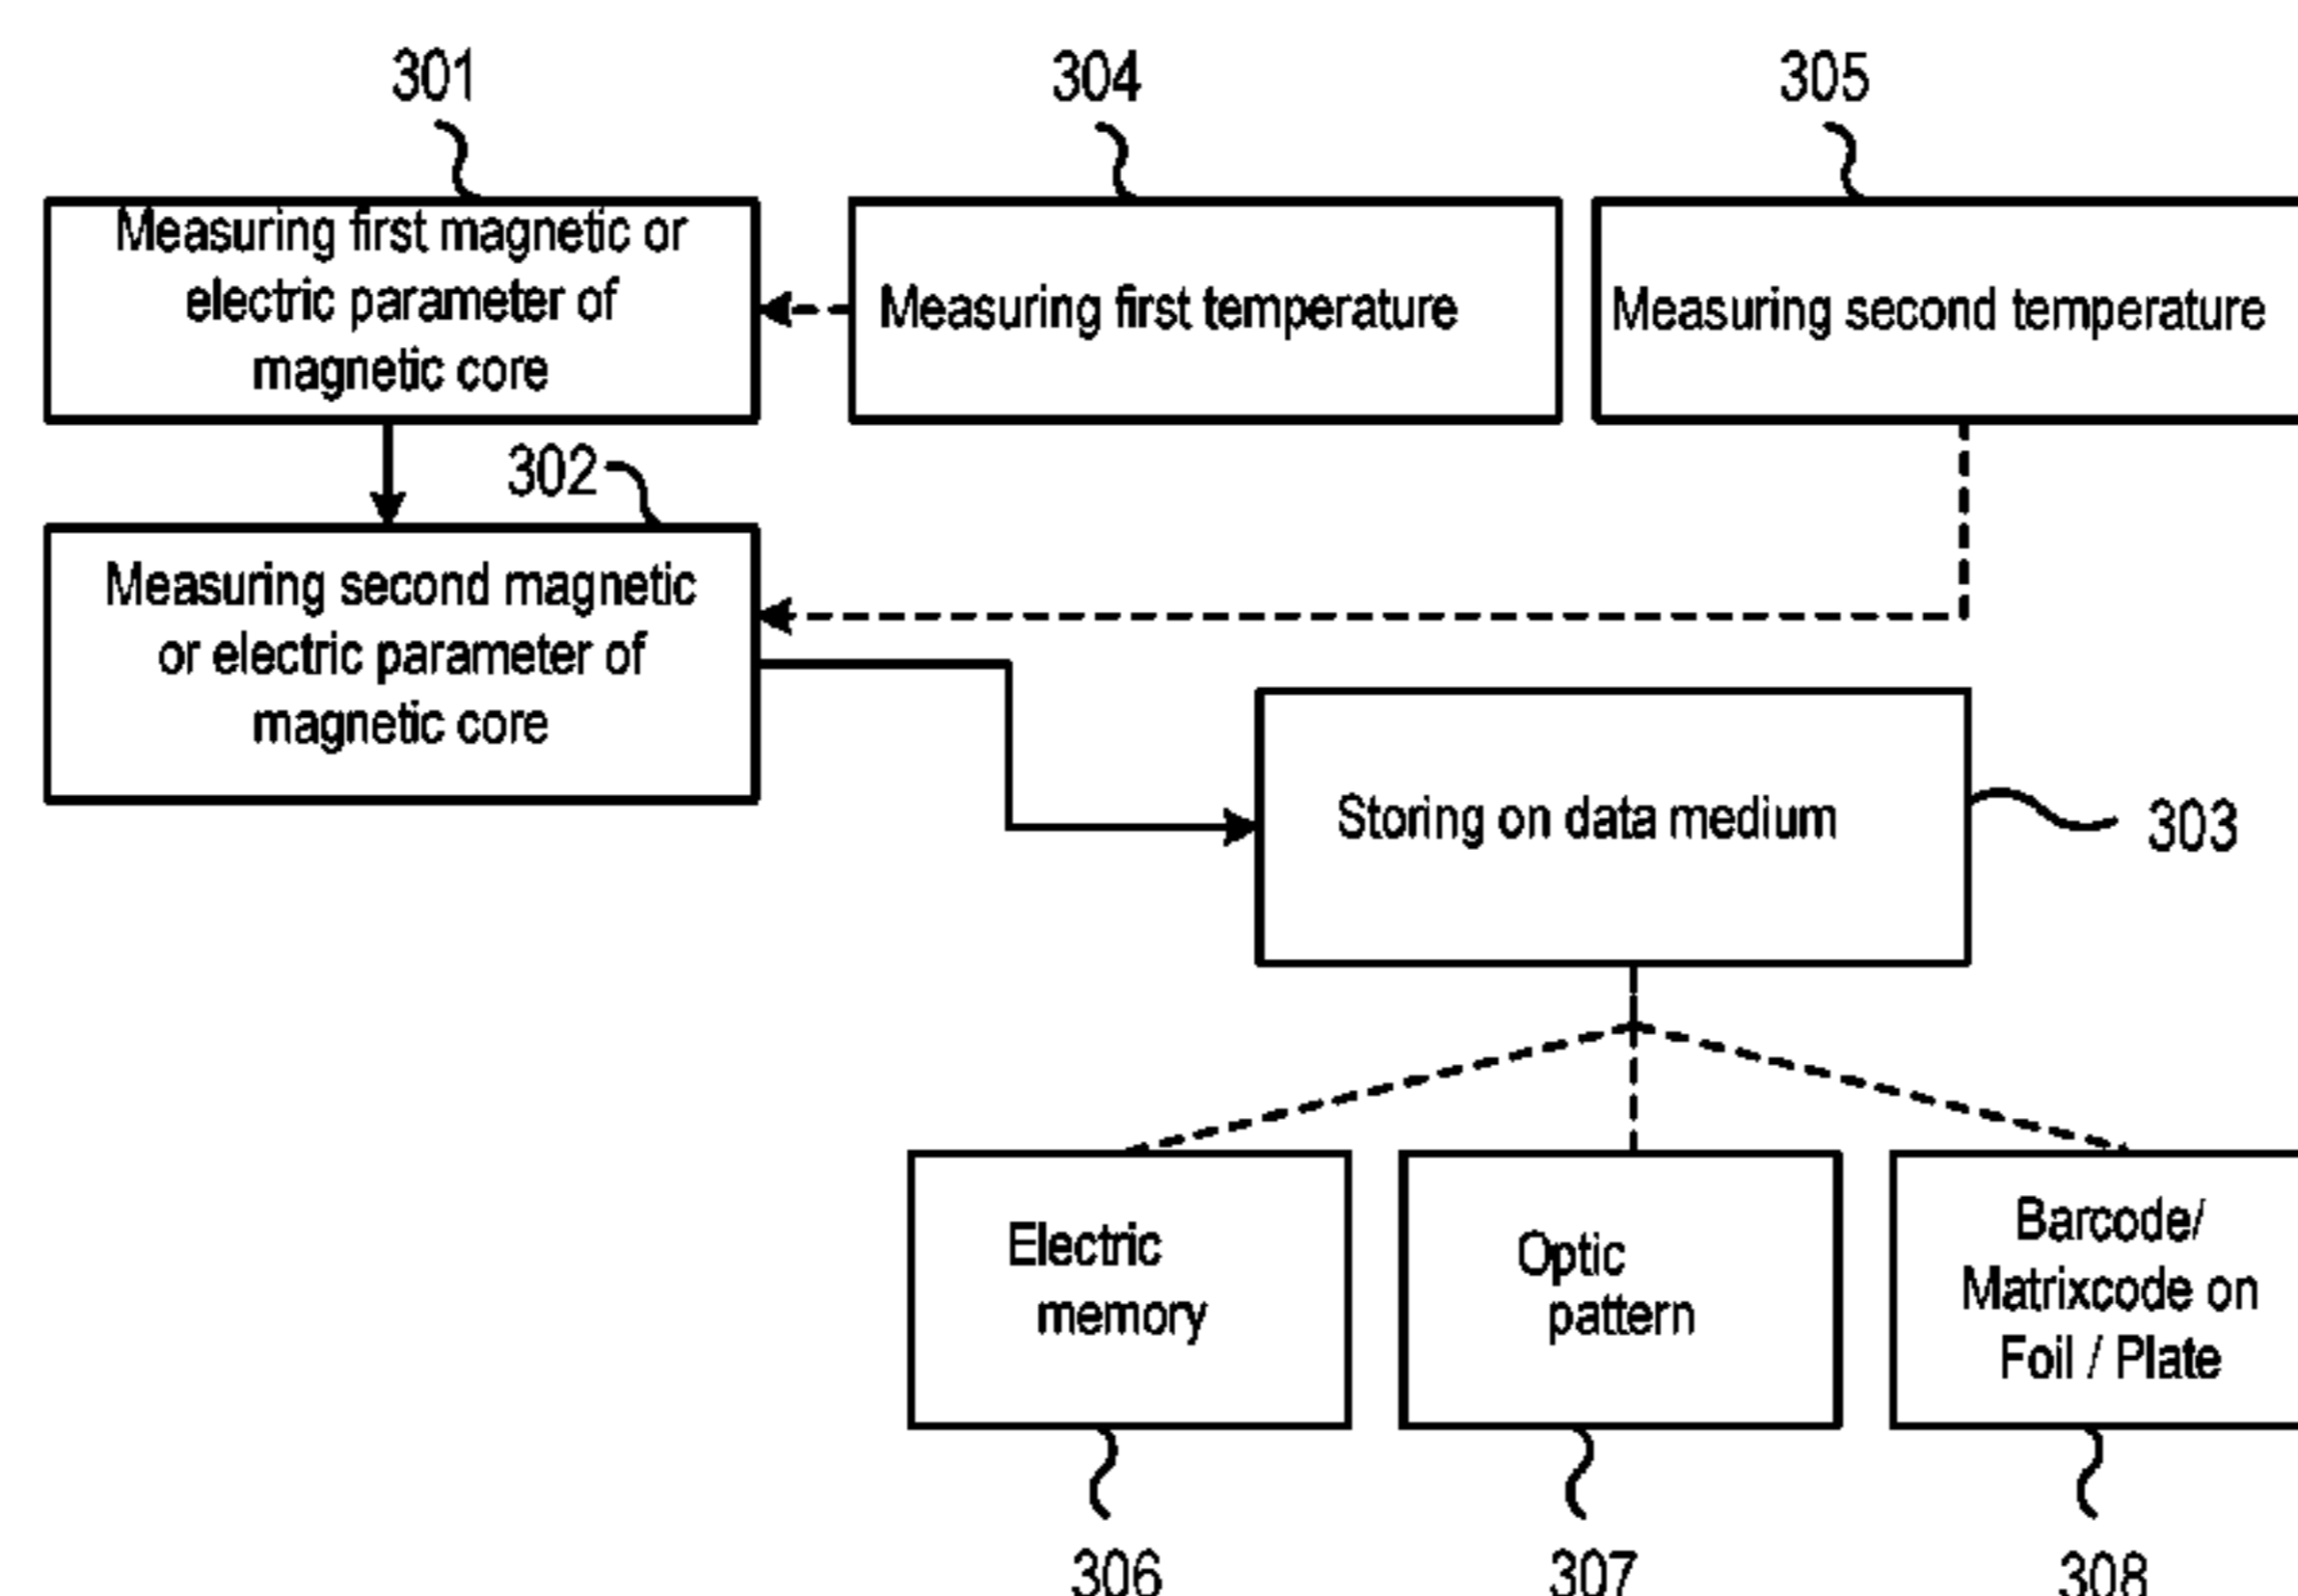 301
304
305
Measuring first magnetic or
electric parameter of
magnetic core
Measuring first temperature
Measuring second temperature
302
Measuring second magnetic
or electric parameter of
magnetic core
Storing on data medium
303
Electric
memory
Optic
pattern
Barcode/
Matrixcode on
Foil / Plate
306
307
308